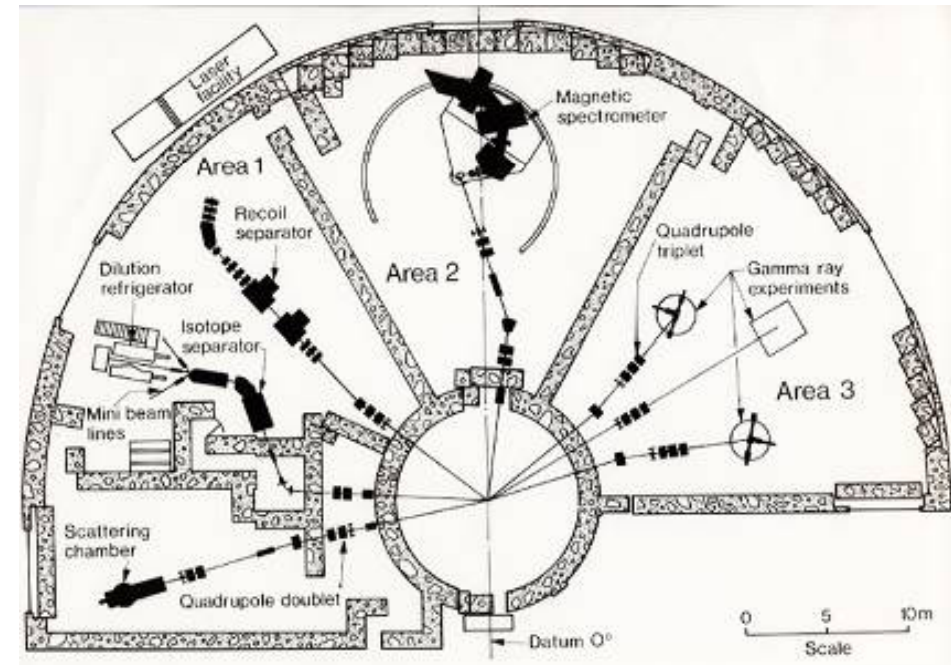 Laser
facility
Area 1
Magnetic
spectrometer
Recoil
separator
Quadrupole
triplet
Area 2
Gamma ray
experiments
Dilution
refrigerator
Isotope
separator
Area 3
Mini beam
lines
Scattering
chamber
Quadrupole doublet
0 5 10m
Datum 0°
Scale